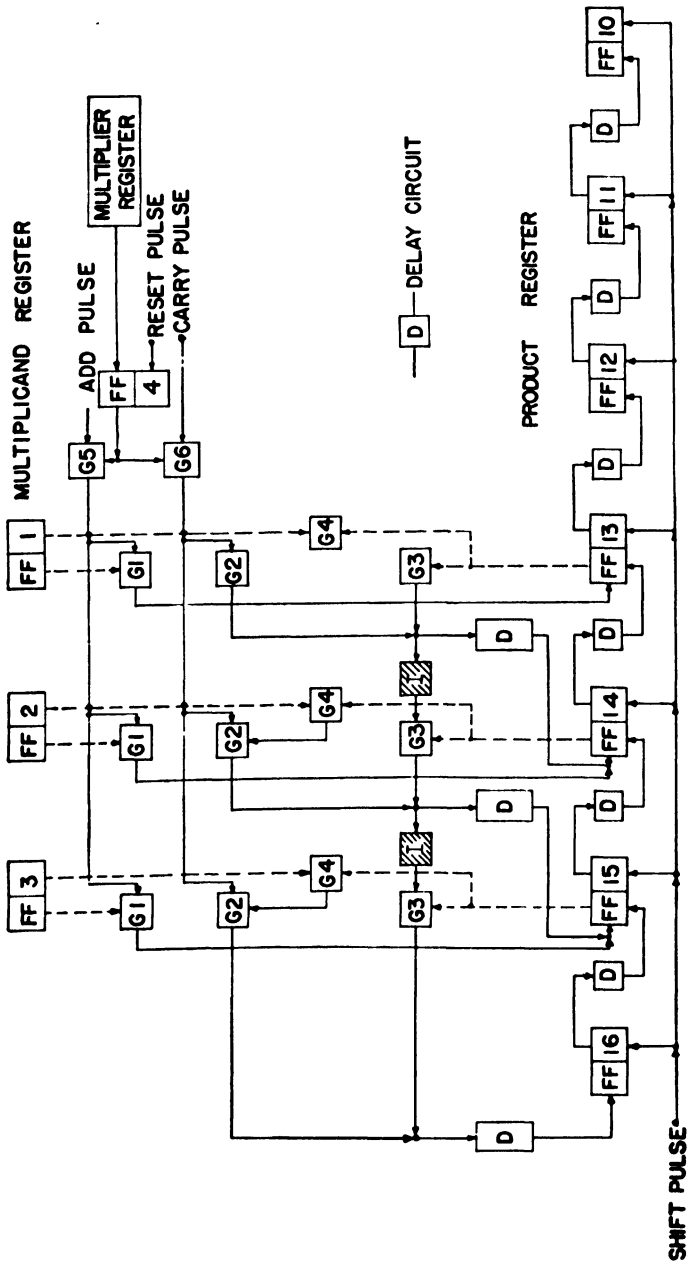 MULTIPLICAND REGISTER
FF 3
FF 2
FF 1
ADD PULSE
MULTIPLIER
REGISTER
G1
G1
G1
G5
FF 4
RESET PULSE
CARRY PULSE
G2
G2
G2
G6
G4
G4
G4
G3
I
G3
I
G3
D
DELAY CIRCUIT
D
D
D
PRODUCT REGISTER
FF 16
D
FF 15
D
FF 14
D
FF 13
D
FF 12
D
FF 11
D
FF 10
SHIFT PULSE